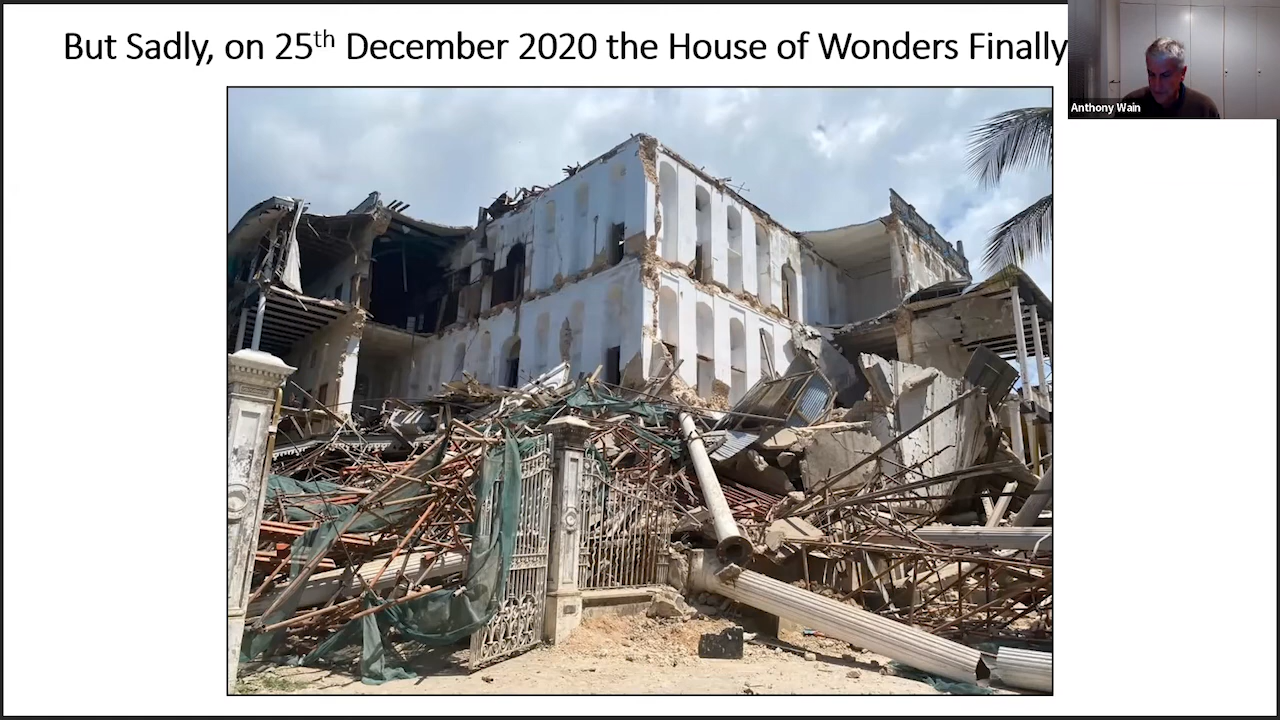 But Sadly, on 25th December 2020 the House of Wonders Finally
Anthony Wain